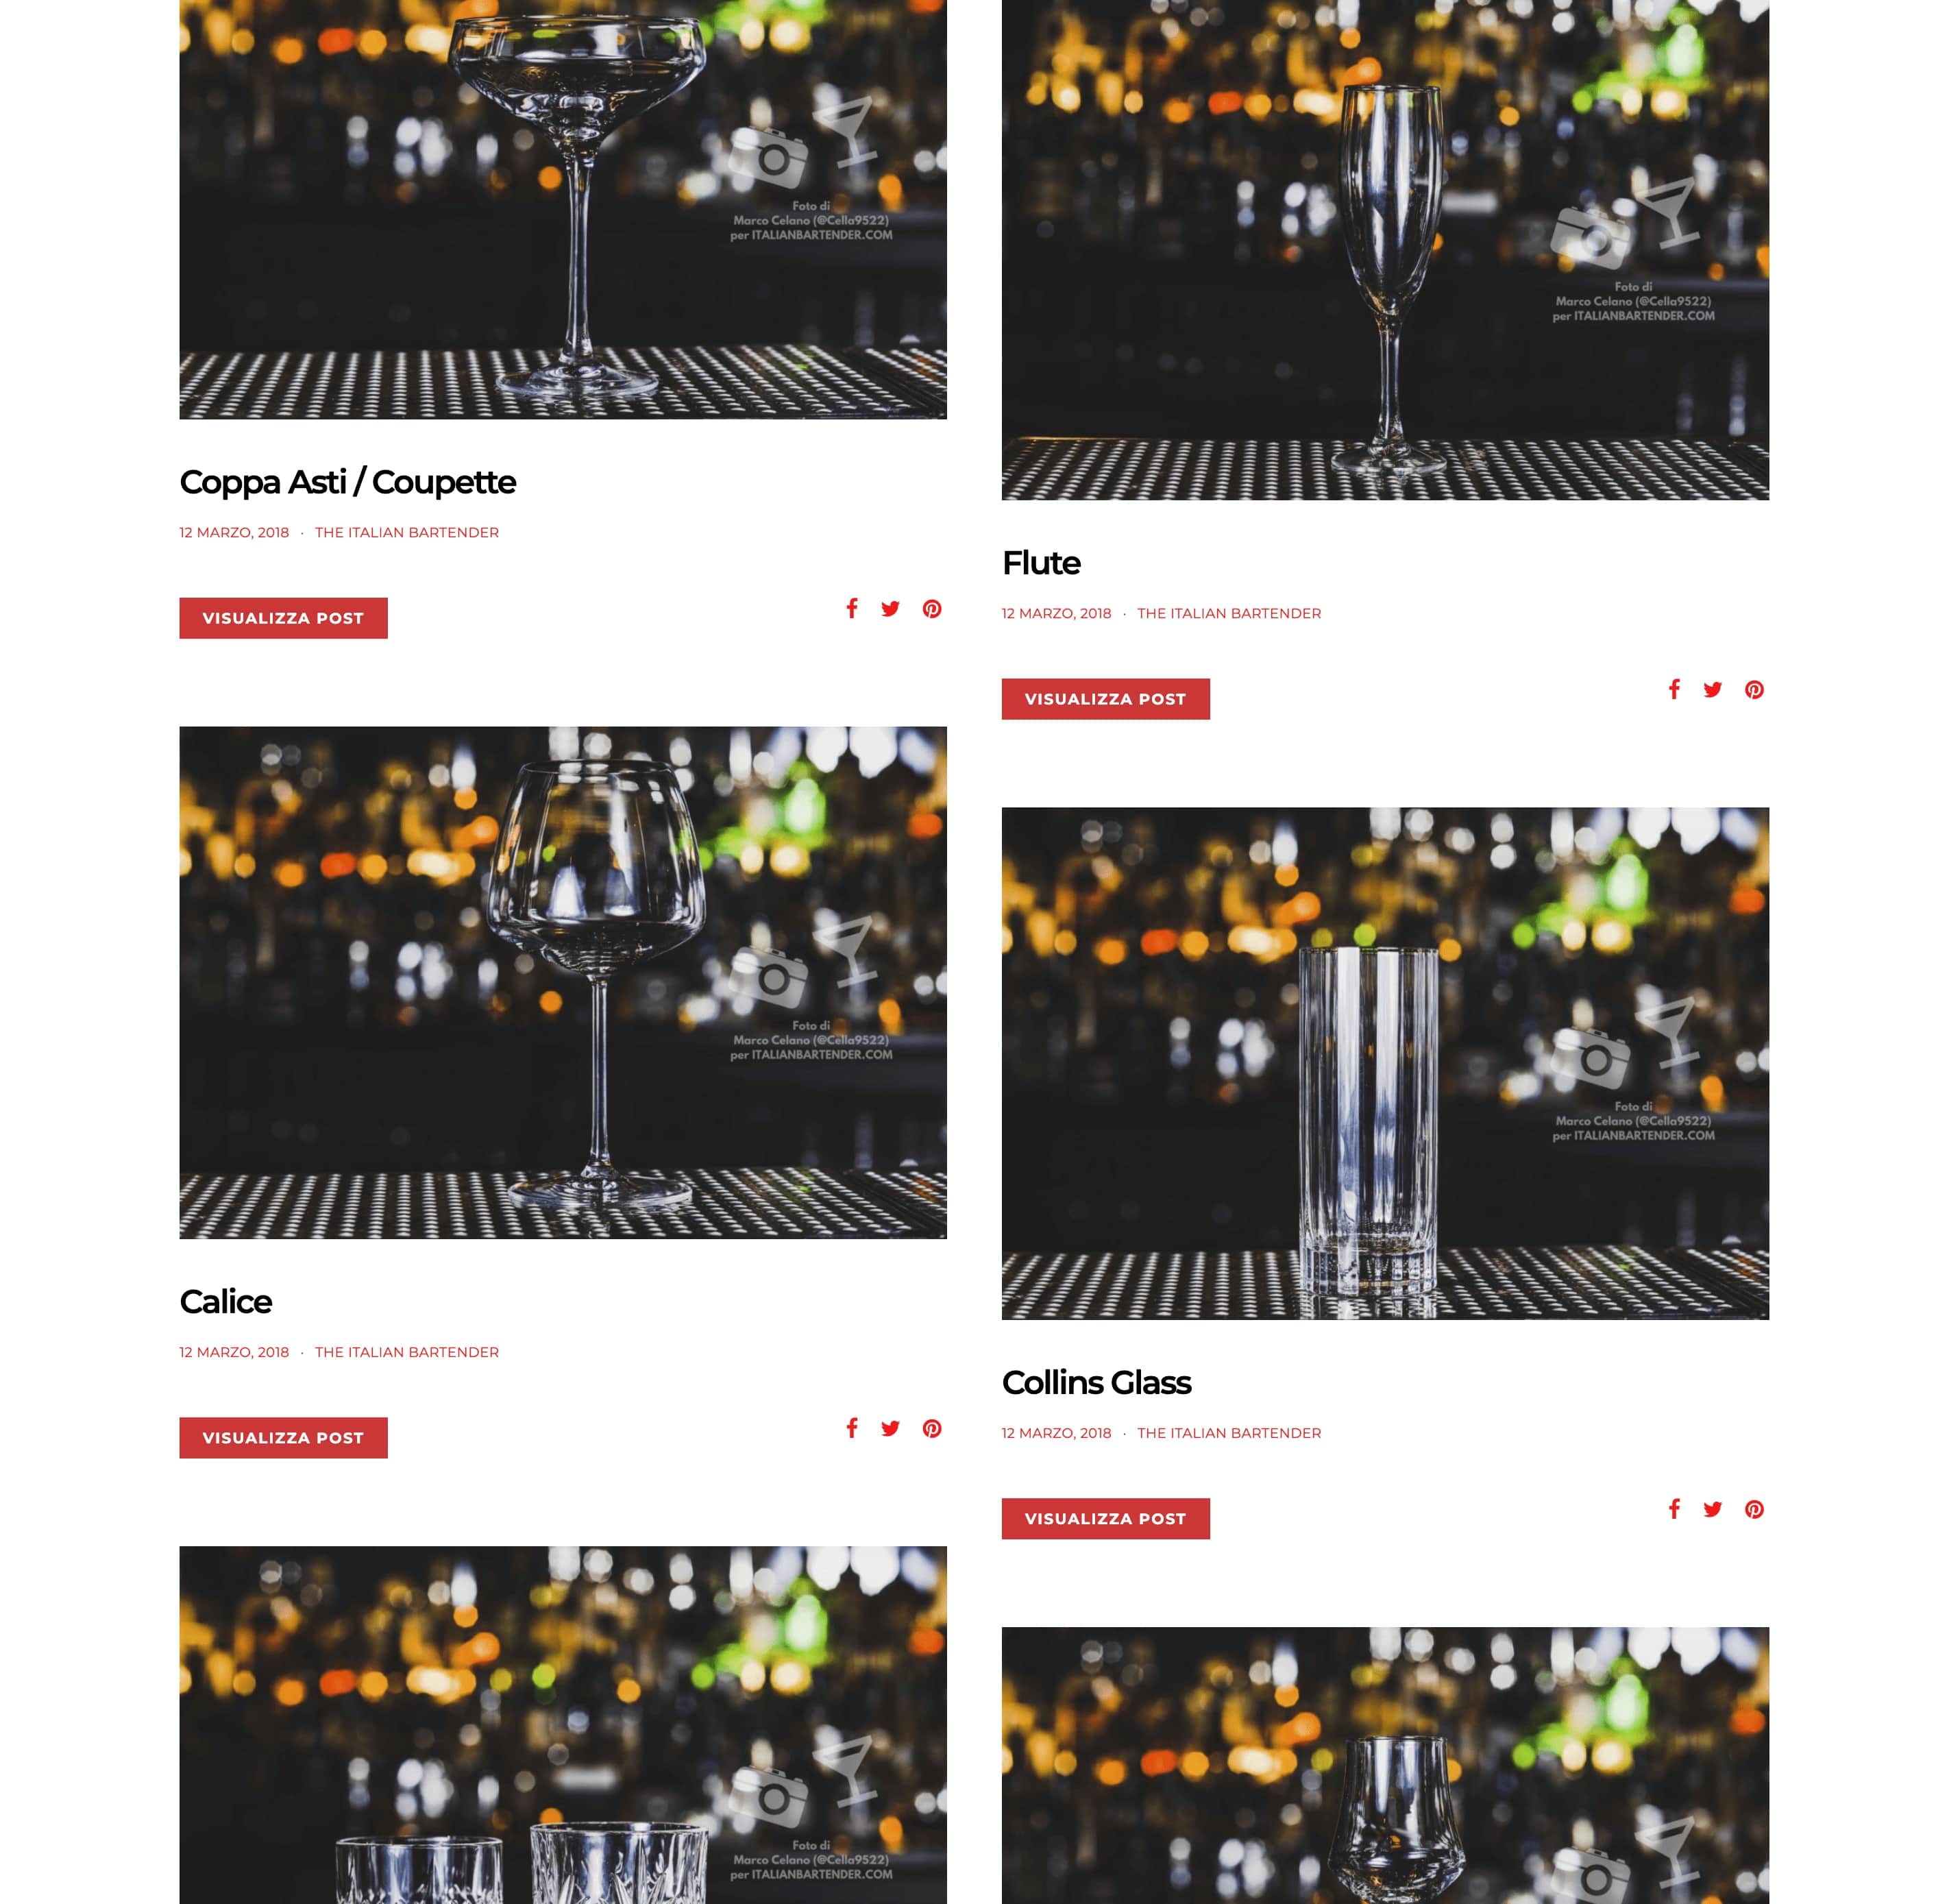 Foto di
Marco Celano (@Cella9522)
per ITALIANBARTENDER.COM
Coppa Asti / Coupette
12 MARZO, 2018 · THE ITALIAN BARTENDER
VISUALIZZA POST
Foto di
Marco Celano (@Cella9522)
per ITALIANBARTENDER.COM
Flute
12 MARZO, 2018 · THE ITALIAN BARTENDER
VISUALIZZA POST
Foto di
Marco Celano (@Cella9522)
per ITALIANBARTENDER.COM
Calice
12 MARZO, 2018 · THE ITALIAN BARTENDER
VISUALIZZA POST
Foto di
Marco Celano (@Cella9522)
per ITALIANBARTENDER.COM
Collins Glass
12 MARZO, 2018 · THE ITALIAN BARTENDER
VISUALIZZA POST
Foto di
Marco Celano (@Cella9522)
per ITALIANBARTENDER.COM